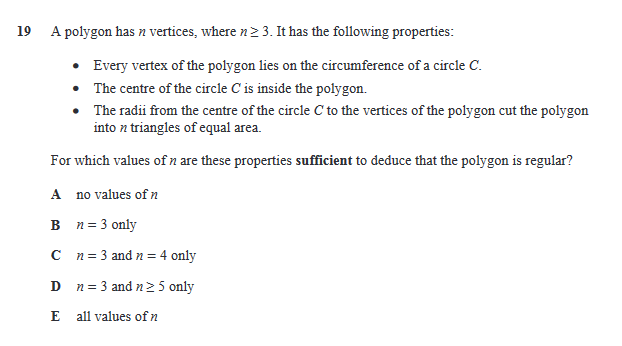 19 A polygon has n vertices, where n ≥ 3. It has the following properties:
• Every vertex of the polygon lies on the circumference of a circle C.
• The centre of the circle C is inside the polygon.
• The radii from the centre of the circle C to the vertices of the polygon cut the polygon
into n triangles of equal area.
For which values of n are these properties sufficient to deduce that the polygon is regular?
A no values of n
B n = 3 only
C n = 3 and n = 4 only
D n = 3 and n ≥ 5 only
E all values of n